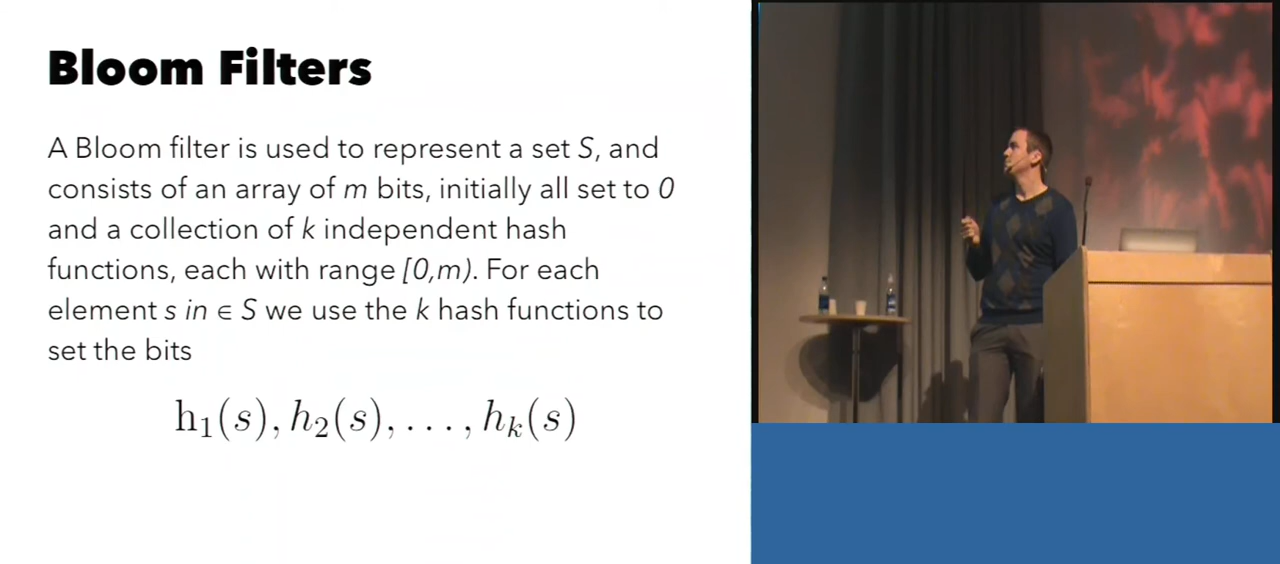 Bloom Filters
A Bloom filter is used to represent a set S, and
consists of an array of m bits, initially all set to 0
and a collection of k independent hash
functions, each with range [0,m). For each
element s in ∈ S we use the k hash functions to
set the bits
h₁(s), h₂(s), . . . , hₖ(s)